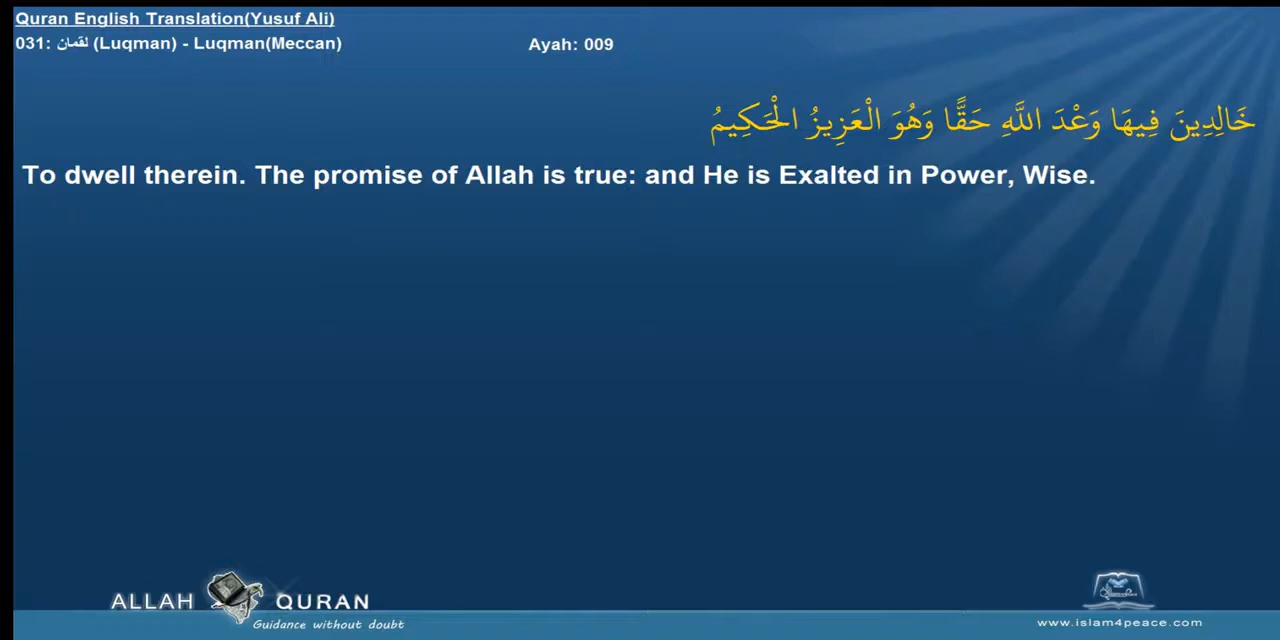 Quran English Translation(Yusuf Ali)
031: لقمان (Luqman) - Luqman(Meccan)
Ayah: 009
خَالِدِينَ فِيهَا وَعْدَ اللَّهِ حَقًّا وَهُوَ الْعَزِيزُ الْحَكِيمُ
To dwell therein. The promise of Allah is true: and He is Exalted in Power, Wise.
ALLAH QURAN
Guidance without doubt
www.islam4peace.com